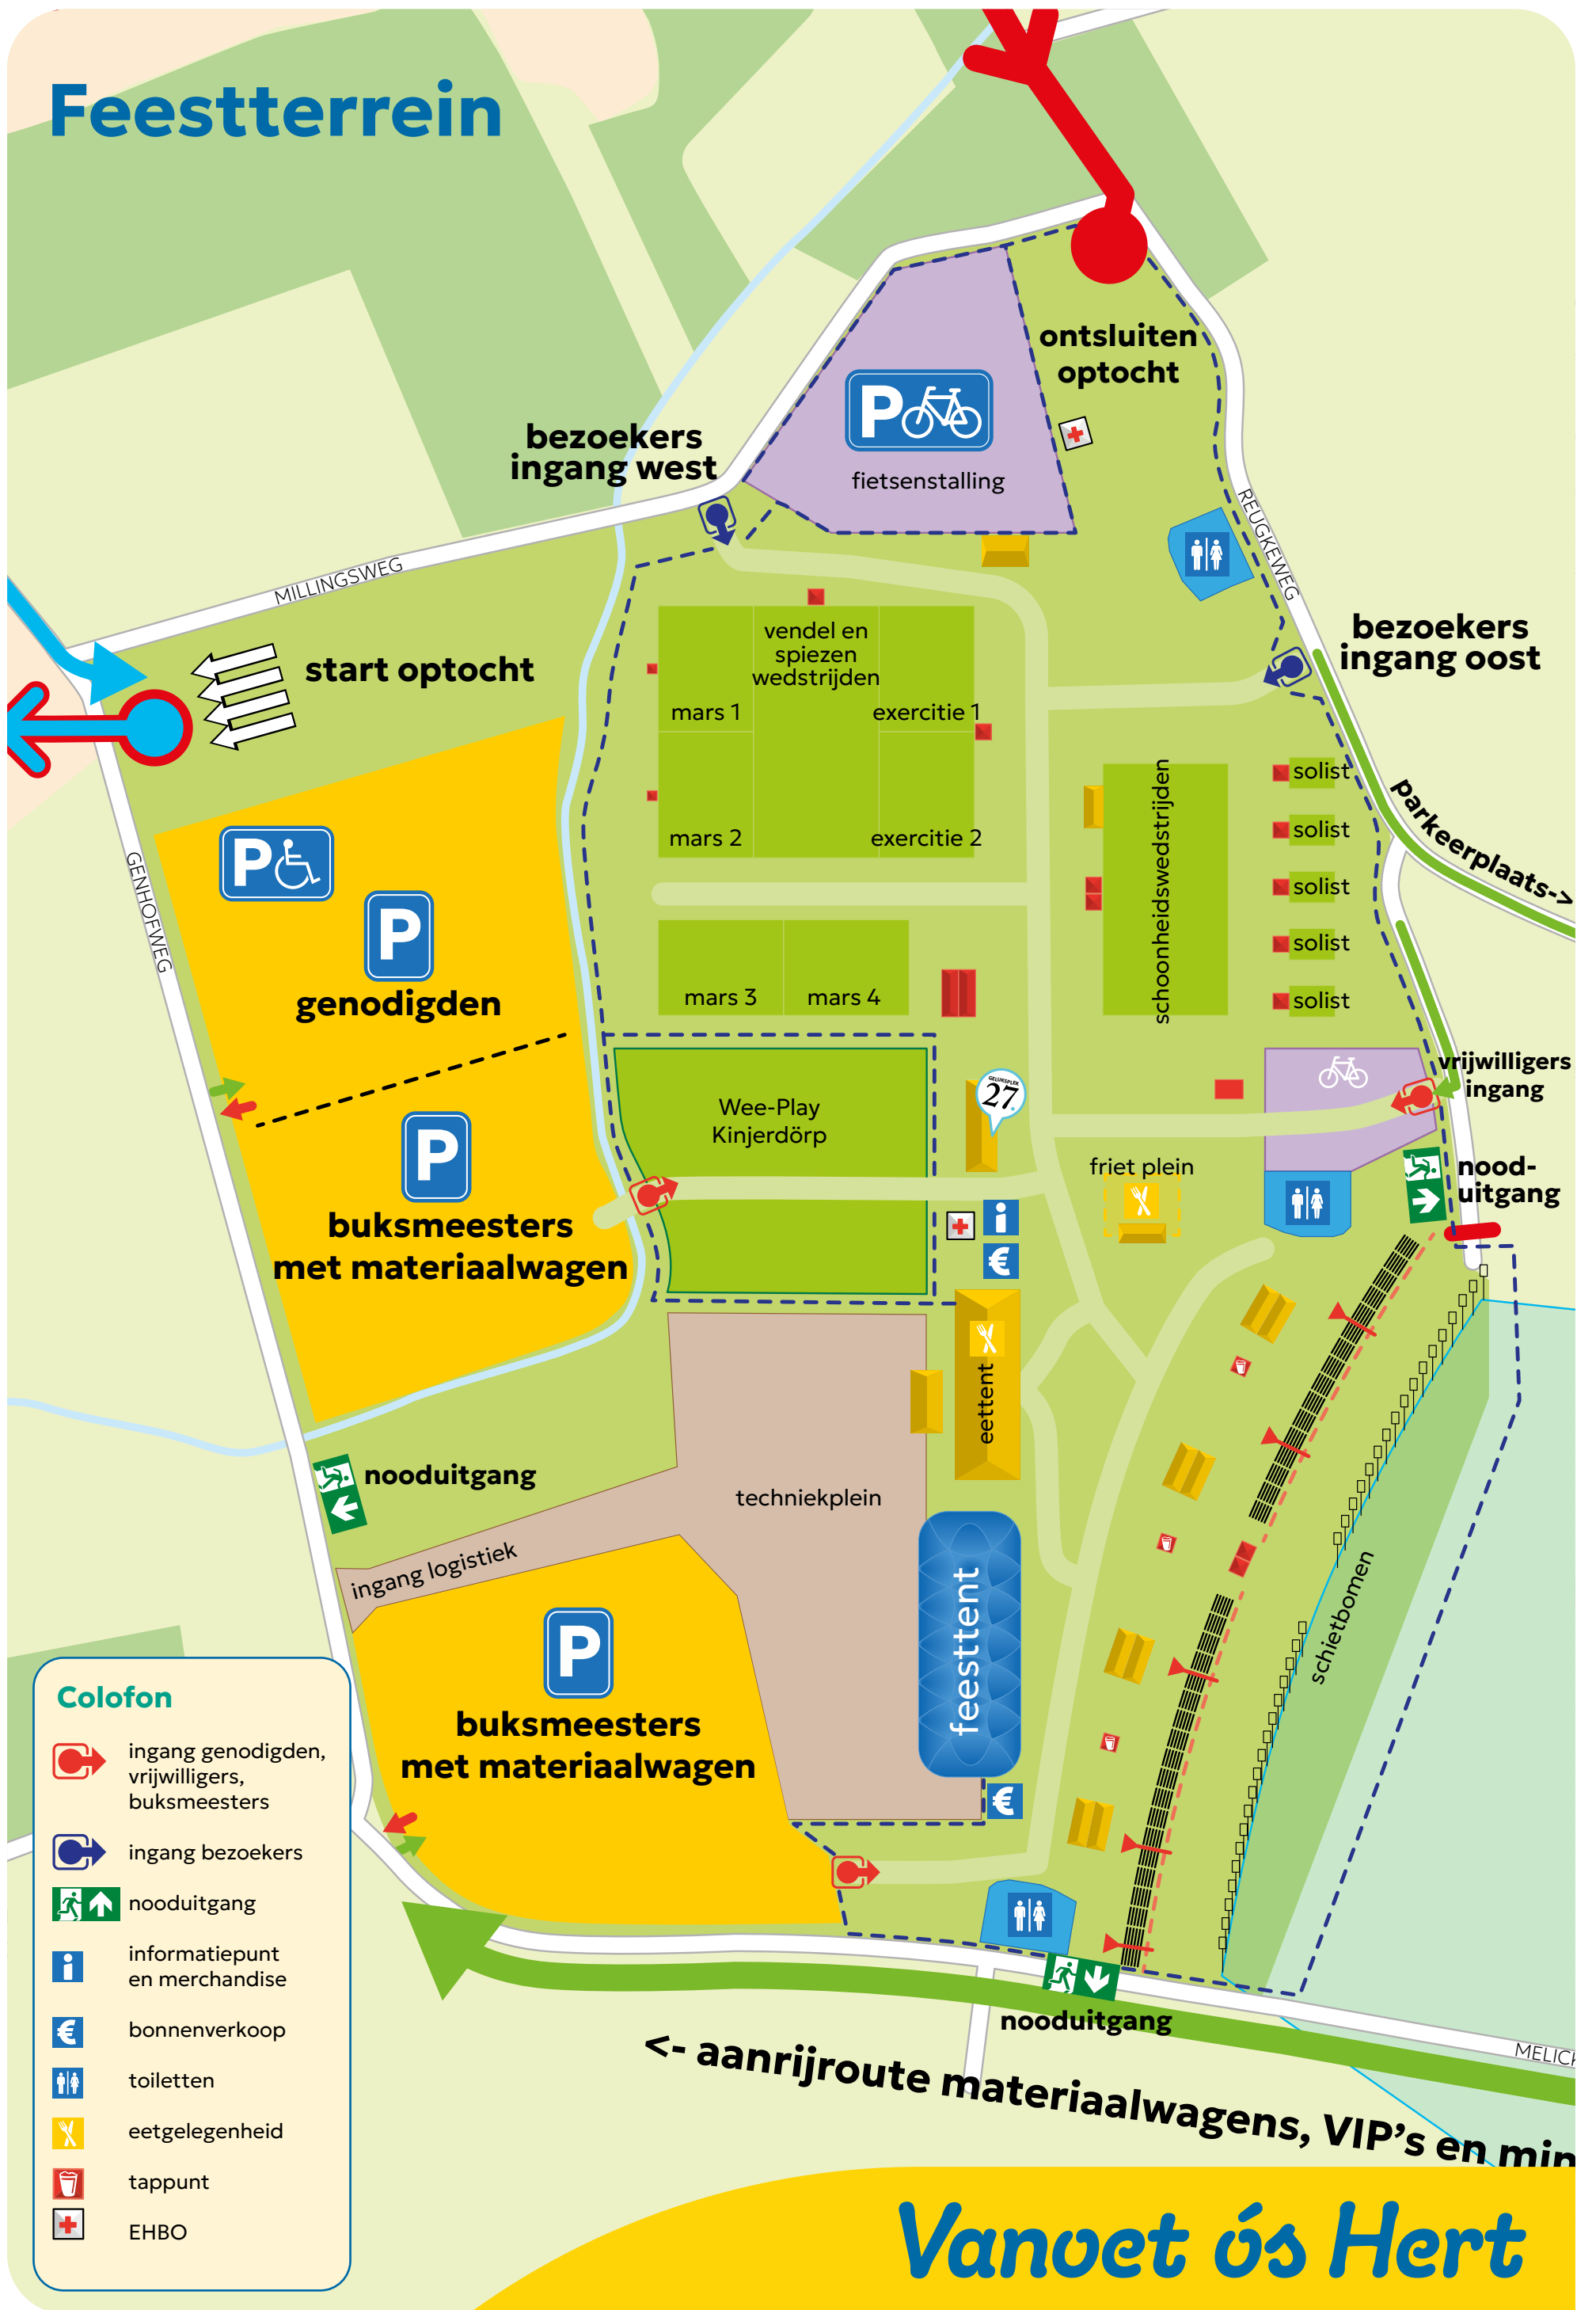 Feestterrein
ontsluiten
optocht
P
fietsenstalling
bezoekers
ingang west
MILLINGSWEG
REUGKEWEG
start optocht
bezoekers
ingang oost
vendel en
spiezen
wedstrijden
mars 1
exercitie 1
mars 2
exercitie 2
schoonheidswedstrijden
solist
solist
solist
solist
solist
parkeerplaats->
GENHOFWEG
P
P
genodigden
mars 3
mars 4
vrijwilligers
ingang
Wee-Play
Kinjerdörp
GELUKSPLEK
27
P
buksmeesters
met materiaalwagen
friet plein
nood-
uitgang
i
€
eettent
nooduitgang
techniekplein
ingang logistiek
feesttent
schietbomen
P
buksmeesters
met materiaalwagen
€
nooduitgang
MELICK
<- aanrijroute materiaalwagens, VIP's en min
Colofon
ingang genodigden,
vrijwilligers,
buksmeesters
ingang bezoekers
nooduitgang
i
informatiepunt
en merchandise
€
bonnenverkoop
toiletten
eetgelegenheid
tappunt
EHBO
Vanoet ós Hert